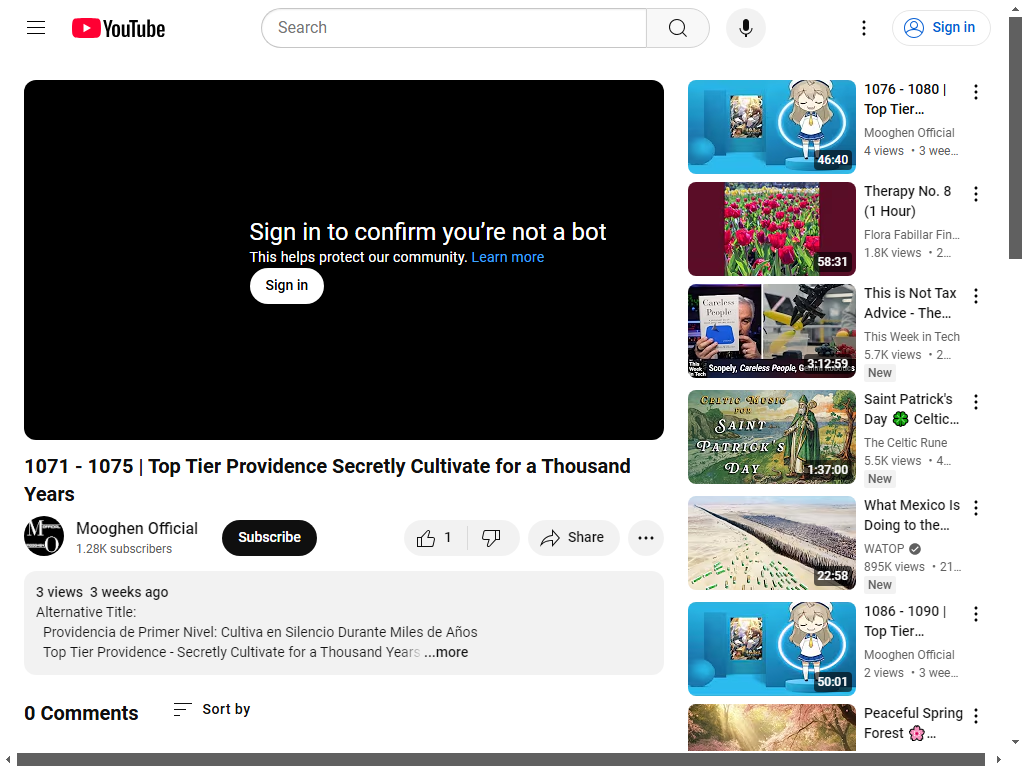 YouTube
Search
Sign in
Sign in to confirm you’re not a bot
This helps protect our community. Learn more
Sign in
1071 - 1075 | Top Tier Providence Secretly Cultivate for a Thousand
Years
Mooghen Official
1.28K subscribers
Subscribe
1
Share
3 views 3 weeks ago
Alternative Title:
Providencia de Primer Nivel: Cultiva en Silencio Durante Miles de Años
Top Tier Providence - Secretly Cultivate for a Thousand Years ...more
0 Comments
Sort by
46:40
1076 - 1080 |
Top Tier…
Mooghen Official
4 views • 3 wee…
58:31
Therapy No. 8
(1 Hour)
Flora Fabillar Fin…
1.8K views • 2…
Careless
People
This
Week
in Tech
Scopely, Careless People, G
3:12:59
This is Not Tax
Advice - The…
This Week in Tech
5.7K views • 2…
New
CELTIC MUSIC
FOR
SAINT
PATRICK'S
DAY
1:37:00
Saint Patrick's
Day 🍀 Celtic…
The Celtic Rune
5.5K views • 4…
New
22:58
What Mexico Is
Doing to the…
WATOP
895K views • 21…
New
50:01
1086 - 1090 |
Top Tier…
Mooghen Official
2 views • 3 wee…
Peaceful Spring
Forest 🌸…